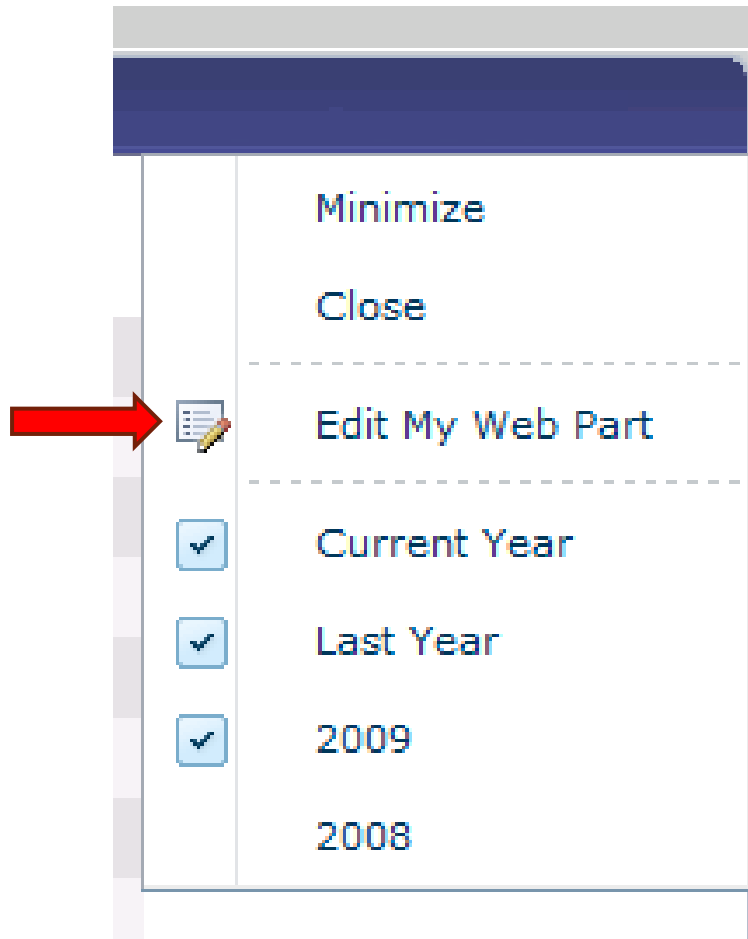 Minimize
Close
Edit My Web Part
Current Year
Last Year
2009
2008